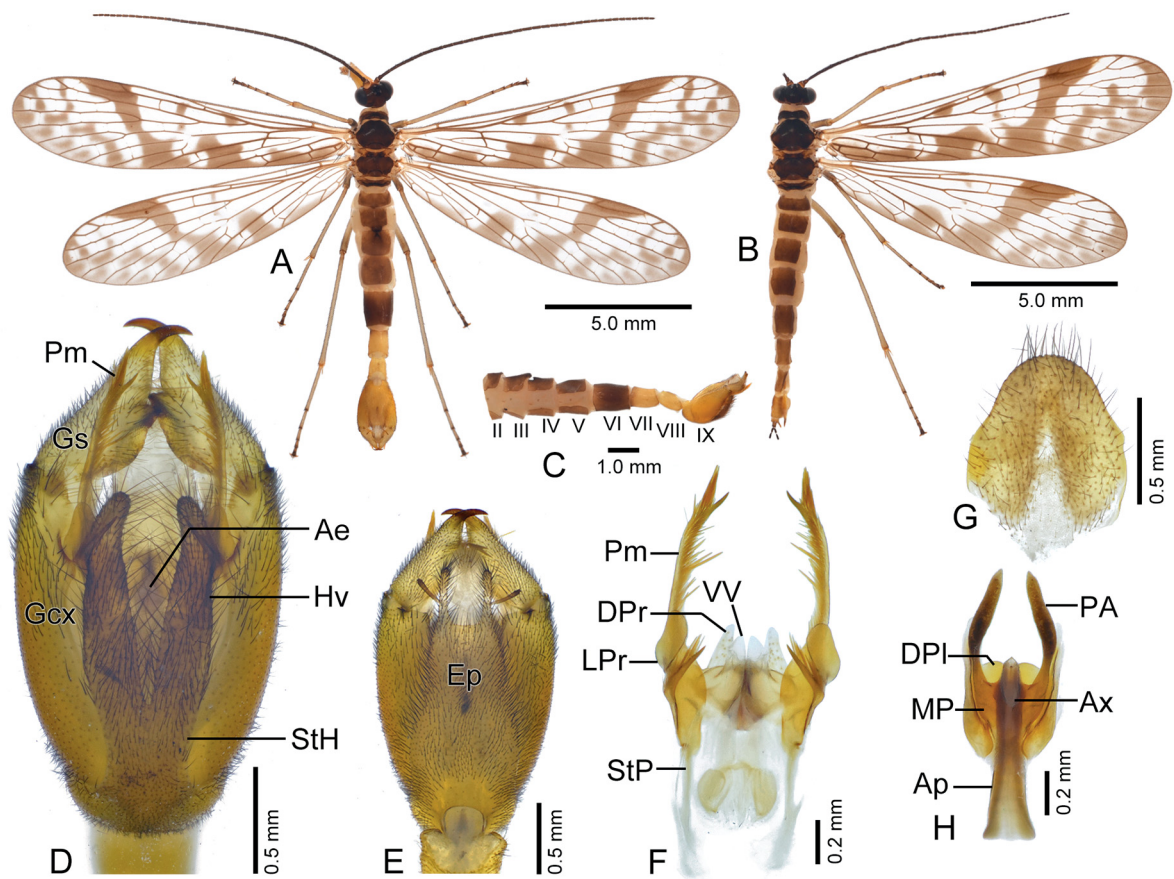 A
5.0 mm
B
5.0 mm
Pm
Gs
Ae
Hv
Gcx
StH
0.5 mm
D
II III IV V VI VII VIII IX
C
1.0 mm
Ep
0.5 mm
E
Pm
VV
DPr
LPr
StP
0.2 mm
F
0.5 mm
G
PA
DPl
MP
Ax
Ap
0.2 mm
H